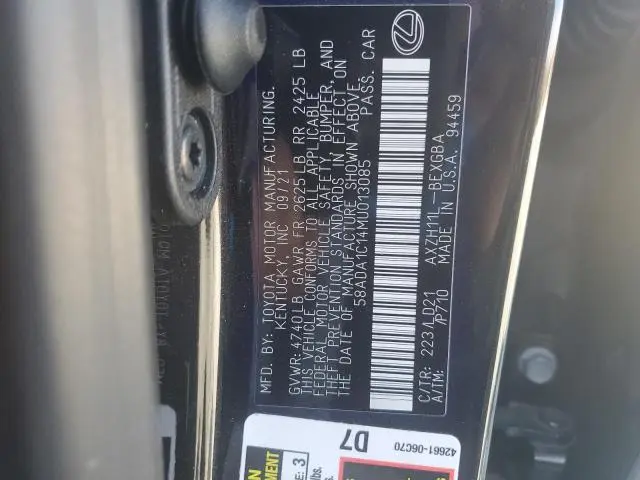 MFD. BY: TOYOTA MOTOR MANUFACTURING,
KENTUCKY, INC 09/21
GVWR:4740LB GAWR FR 2625LB RR 2425 LB
THIS VEHICLE CONFORMS TO ALL APPLICABLE
FEDERAL MOTOR VEHICLE SAFETY, BUMPER, AND
THEFT PREVENTION STANDARDS IN EFFECT ON
THE DATE OF MANUFACTURE SHOWN ABOVE.
58ADA1C14MU013085 PASS. CAR
C/TR: 223/LD21 AXZH11L-BEXGBA
A/TM: /P710 MADE IN U.S.A. 94459
42661-06C70
D7
3
lbs.